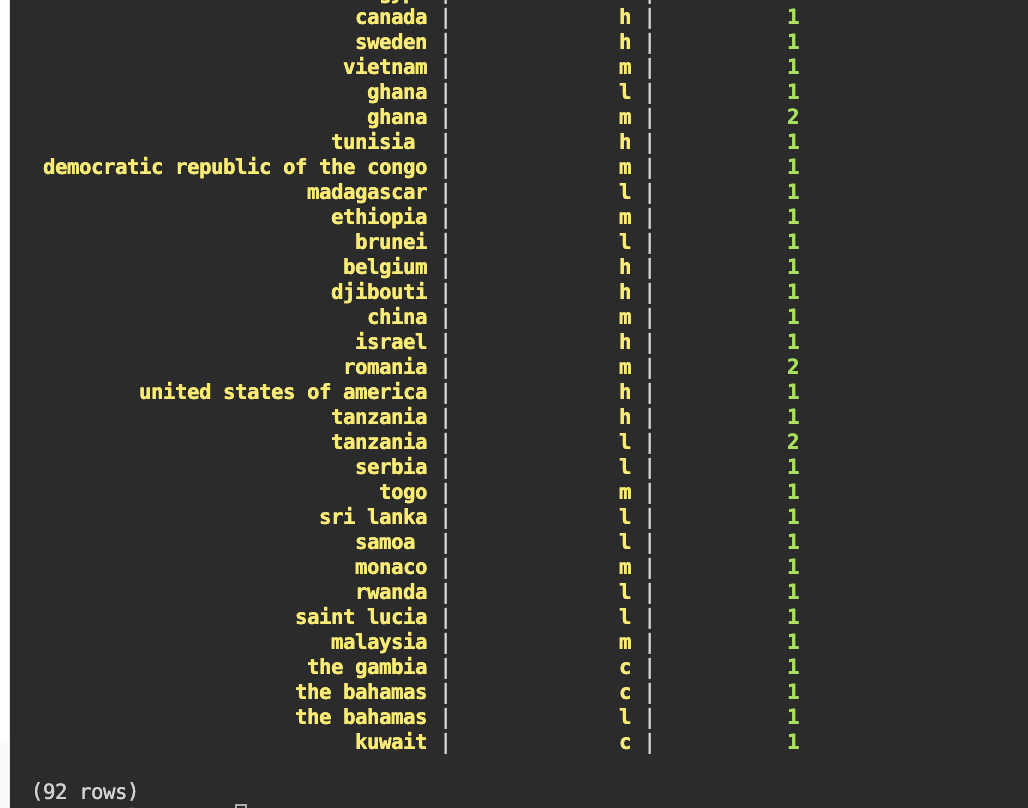 canada | h | 1
sweden | h | 1
vietnam | m | 1
ghana | l | 1
ghana | m | 2
tunisia | h | 1
democratic republic of the congo | m | 1
madagascar | l | 1
ethiopia | m | 1
brunei | l | 1
belgium | h | 1
djibouti | h | 1
china | m | 1
israel | h | 1
romania | m | 2
united states of america | h | 1
tanzania | h | 1
tanzania | l | 2
serbia | l | 1
togo | m | 1
sri lanka | l | 1
samoa | l | 1
monaco | m | 1
rwanda | l | 1
saint lucia | l | 1
malaysia | m | 1
the gambia | c | 1
the bahamas | c | 1
the bahamas | l | 1
kuwait | c | 1
(92 rows)